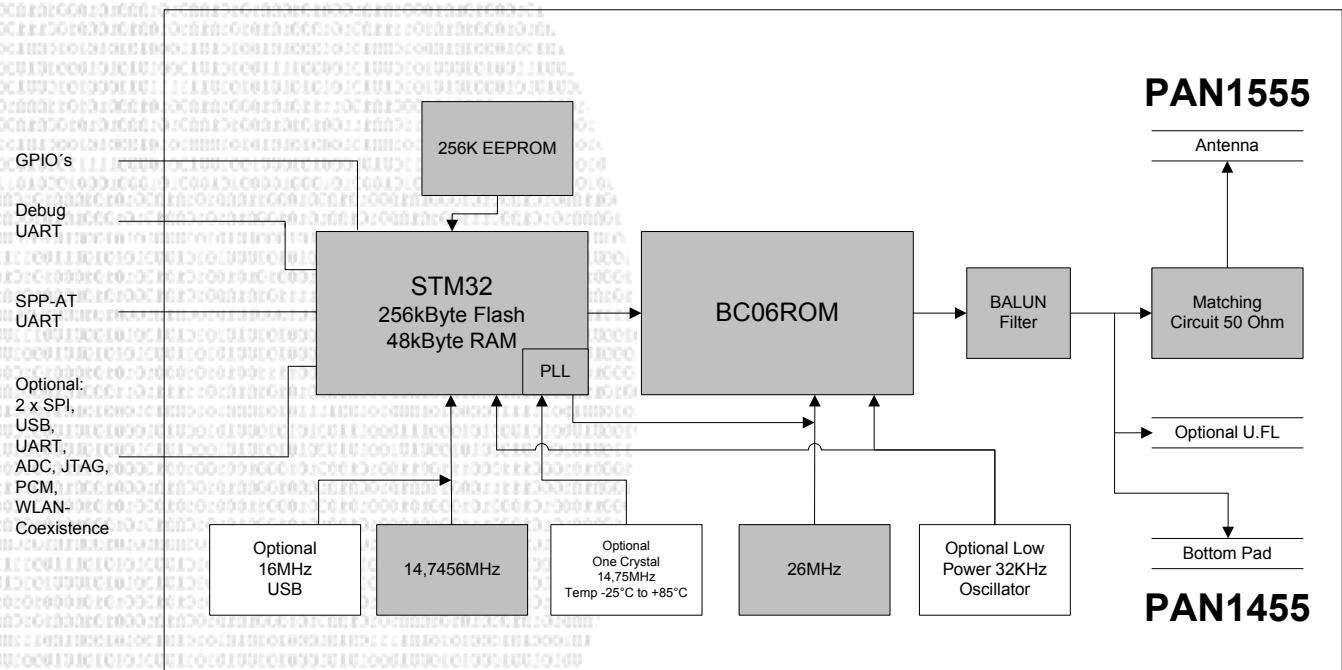 PAN1555
Antenna
256K EEPROM
GPIO´s
Debug
UART
STM32
256kByte Flash
48kByte RAM
PLL
BC06ROM
BALUN
Filter
Matching
Circuit 50 Ohm
SPP-AT
UART
Optional:
2 x SPI,
USB,
UART,
ADC, JTAG,
PCM,
WLAN-
Coexistence
Optional U.FL
Optional
16MHz
USB
14,7456MHz
Optional
One Crystal
14,75MHz
Temp -25°C to +85°C
26MHz
Optional Low
Power 32KHz
Oscillator
Bottom Pad
PAN1455